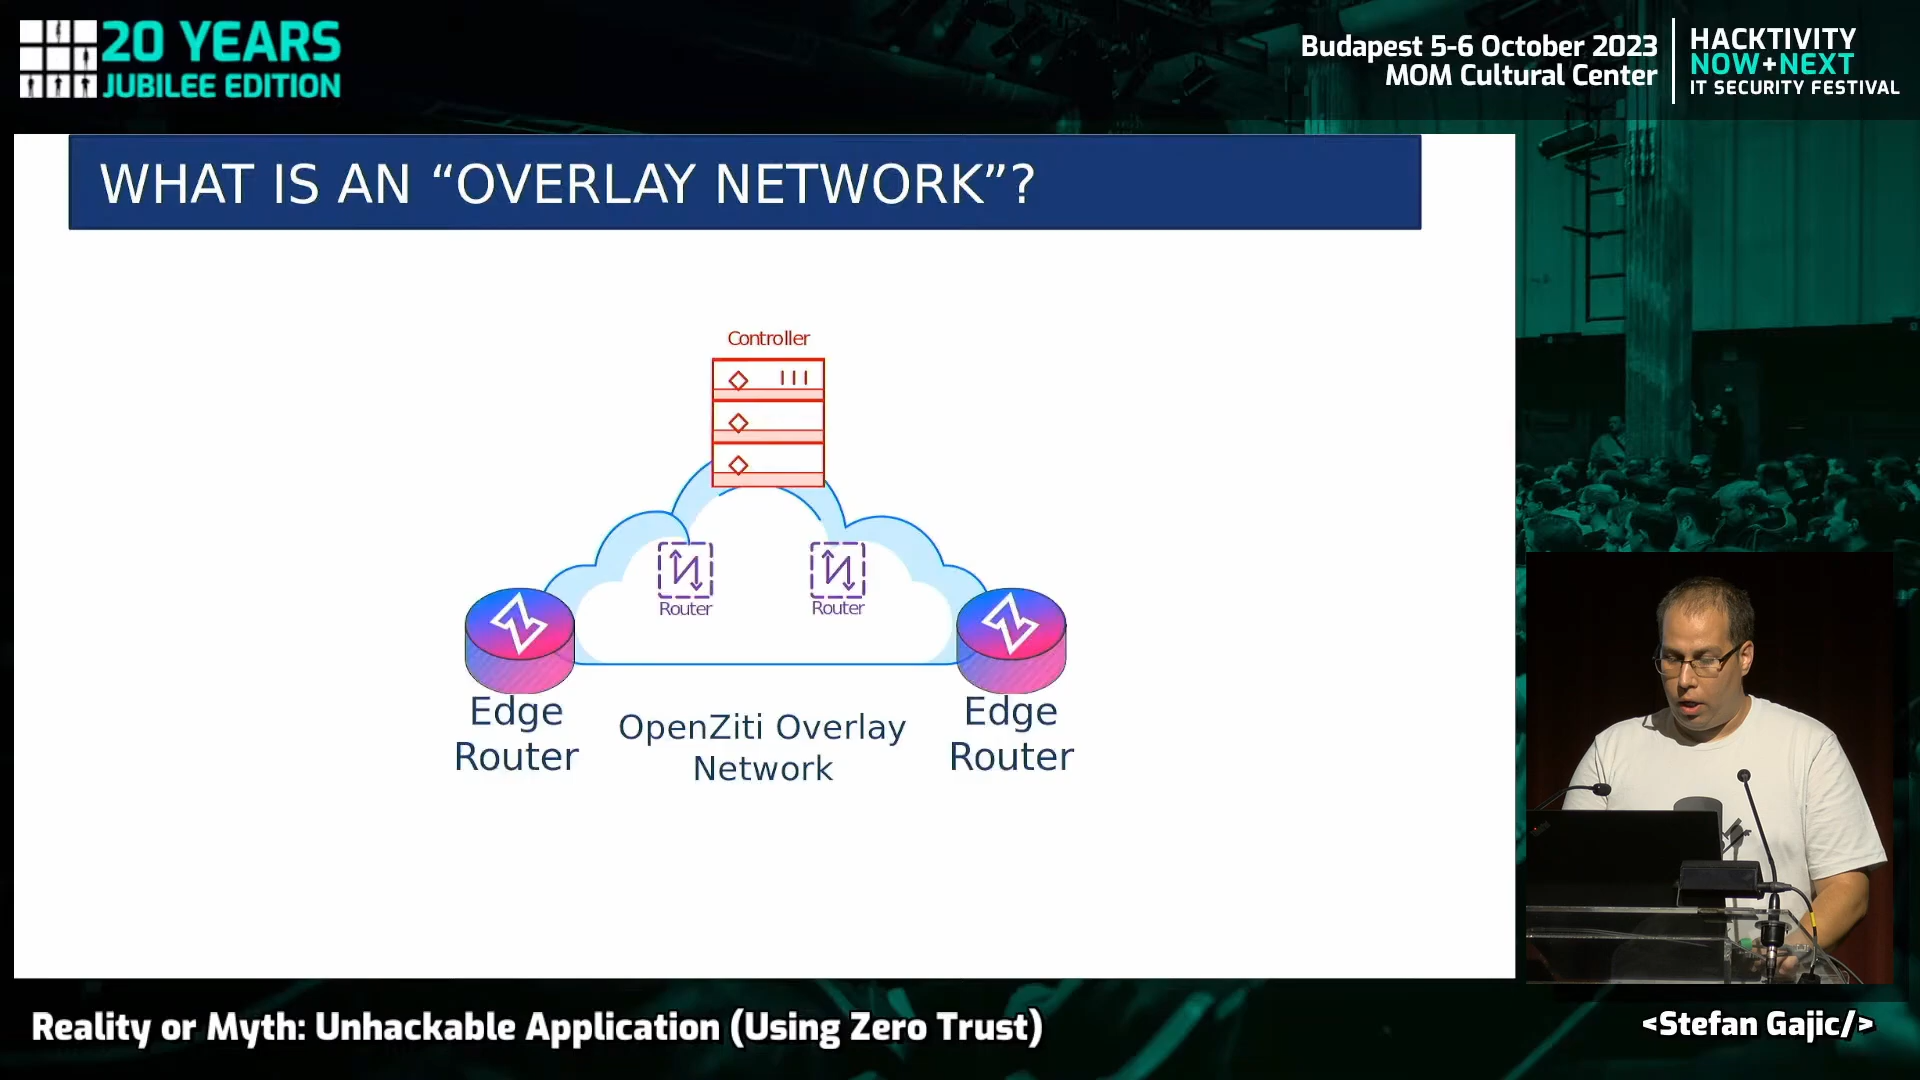 20 YEARS
JUBILEE EDITION
Budapest 5-6 October 2023
MOM Cultural Center
HACKTIVITY
NOW+NEXT
IT SECURITY FESTIVAL
WHAT IS AN “OVERLAY NETWORK”?
Controller
Router
Router
Edge
Router
OpenZiti Overlay
Network
Edge
Router
Reality or Myth: Unhackable Application (Using Zero Trust)
<Stefan Gajic/>